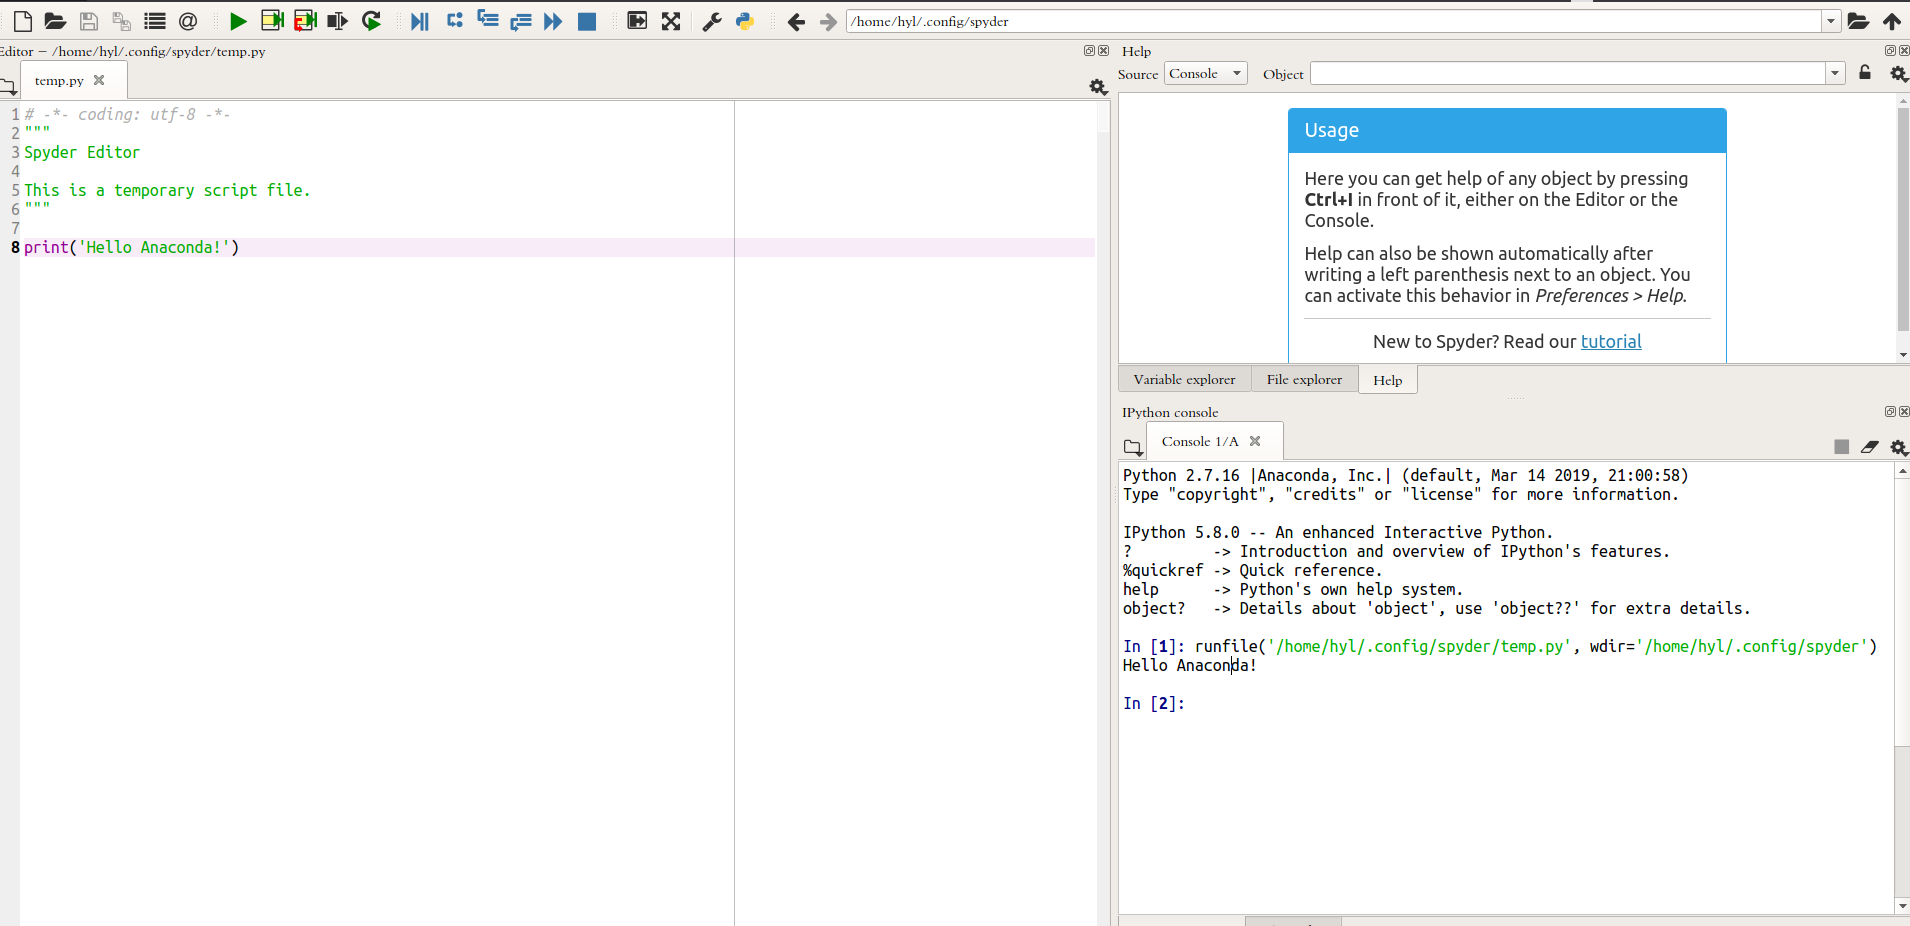 /home/hyl/.config/spyder
Editor – /home/hyl/.config/spyder/temp.py
temp.py
1 # -*- coding: utf-8 -*-
2 """
3 Spyder Editor
4
5 This is a temporary script file.
6 """
7
8 print('Hello Anaconda!')
Help
Source Console Object
Usage
Here you can get help of any object by pressing
Ctrl+I in front of it, either on the Editor or the
Console.
Help can also be shown automatically after
writing a left parenthesis next to an object. You
can activate this behavior in Preferences > Help.
New to Spyder? Read our tutorial
Variable explorer File explorer Help
IPython console
Console 1/A
Python 2.7.16 |Anaconda, Inc.| (default, Mar 14 2019, 21:00:58)
Type "copyright", "credits" or "license" for more information.
IPython 5.8.0 -- An enhanced Interactive Python.
? -> Introduction and overview of IPython's features.
%quickref -> Quick reference.
help -> Python's own help system.
object? -> Details about 'object', use 'object??' for extra details.
In [1]: runfile('/home/hyl/.config/spyder/temp.py', wdir='/home/hyl/.config/spyder')
Hello Anaconda!
In [2]: